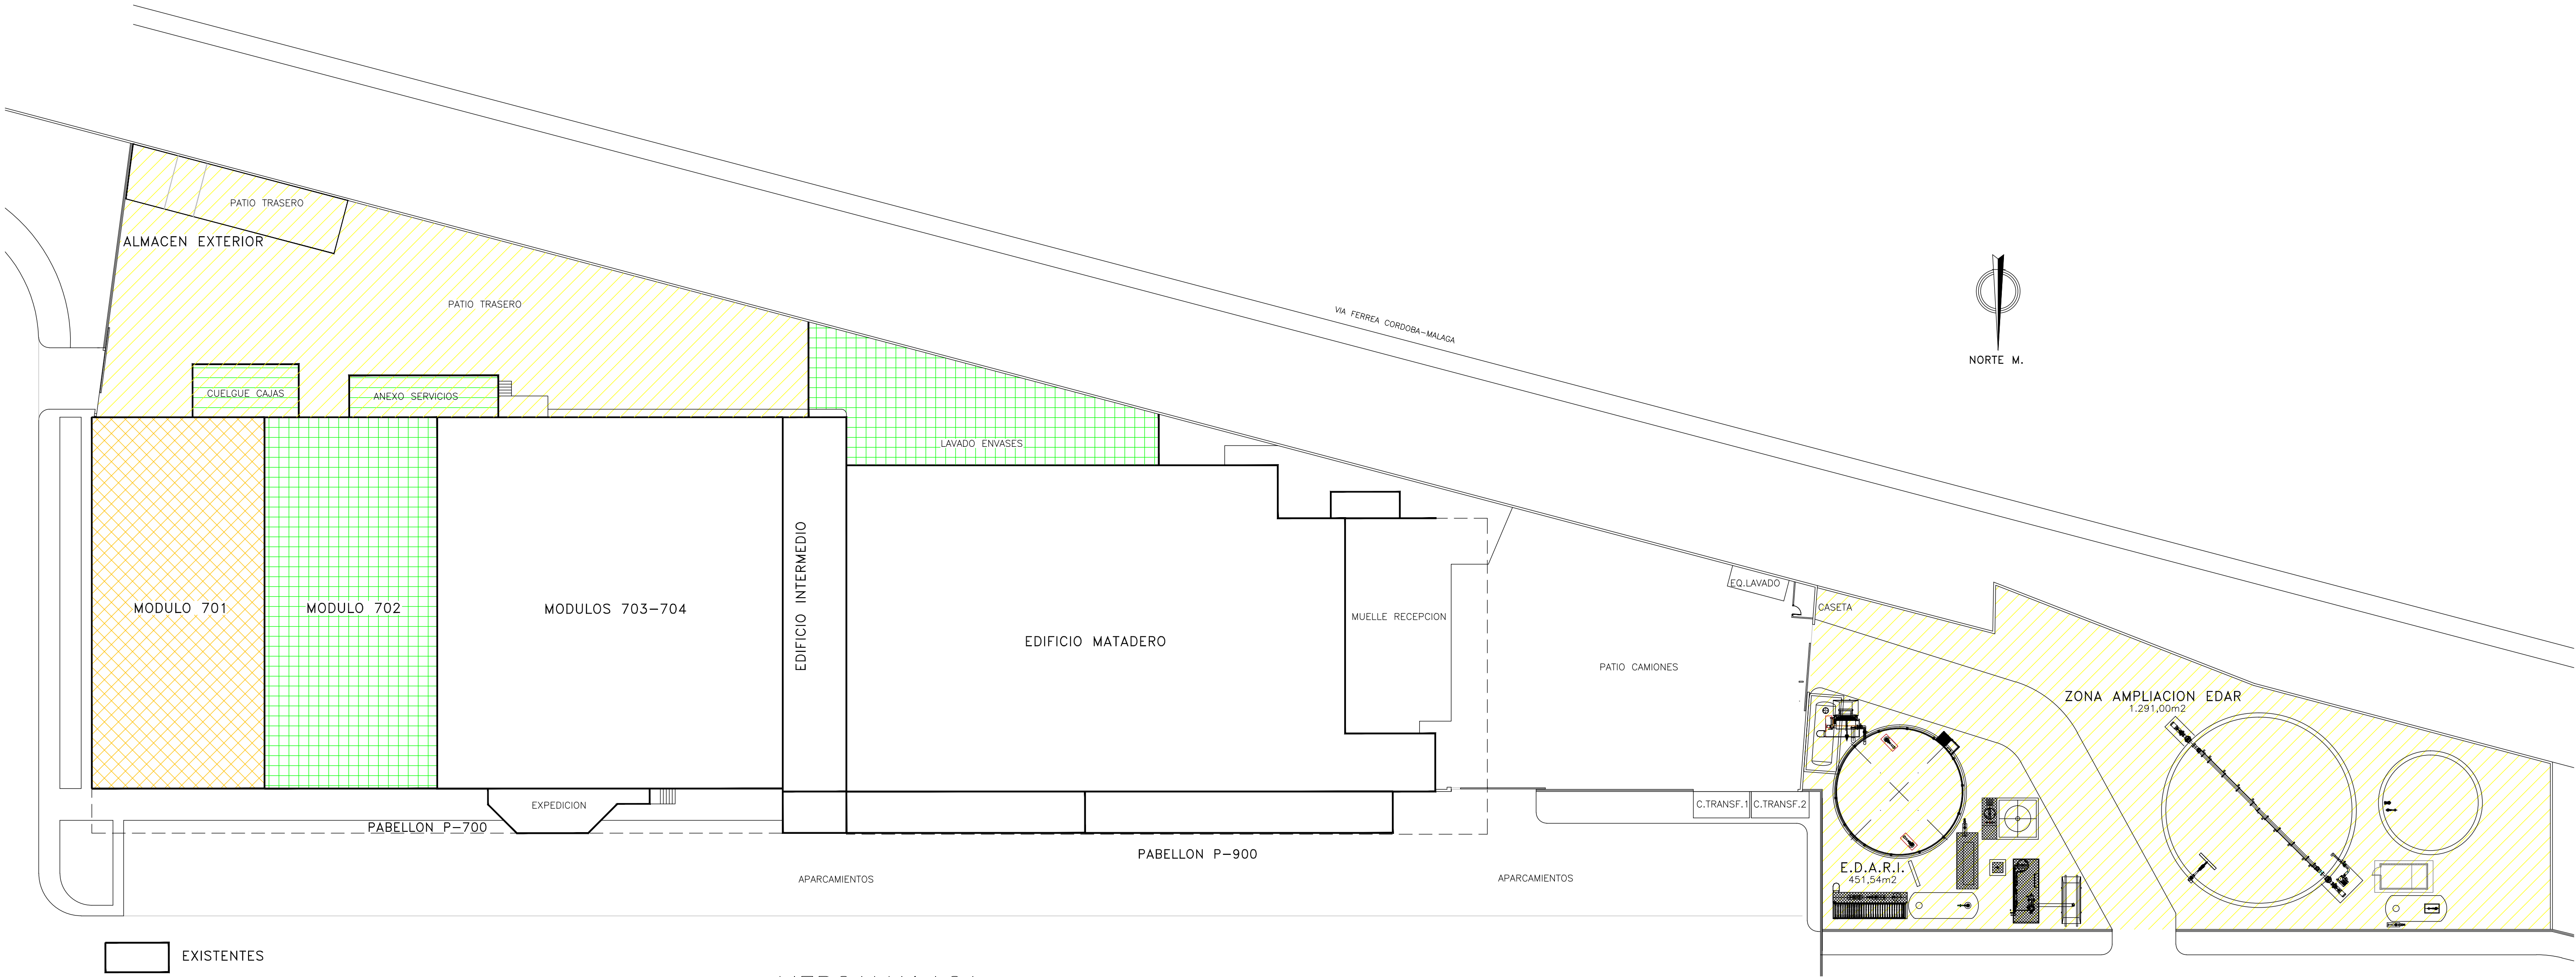 PATIO TRASERO
ALMACEN EXTERIOR
PATIO TRASERO
VIA FERREA CORDOBA-MALAGA
NORTE M.
CUELGUE CAJAS
ANEXO SERVICIOS
LAVADO ENVASES
MODULO 701
MODULO 702
MODULOS 703-704
EDIFICIO INTERMEDIO
EDIFICIO MATADERO
MUELLE RECEPCION
PATIO CAMIONES
EQ.LAVADO
CASETA
ZONA AMPLIACION EDAR
1.291,00m2
EXPEDICION
C.TRANSF.1
C.TRANSF.2
PABELLON P-700
PABELLON P-900
E.D.A.R.I.
451,54m2
APARCAMIENTOS
APARCAMIENTOS
EXISTENTES